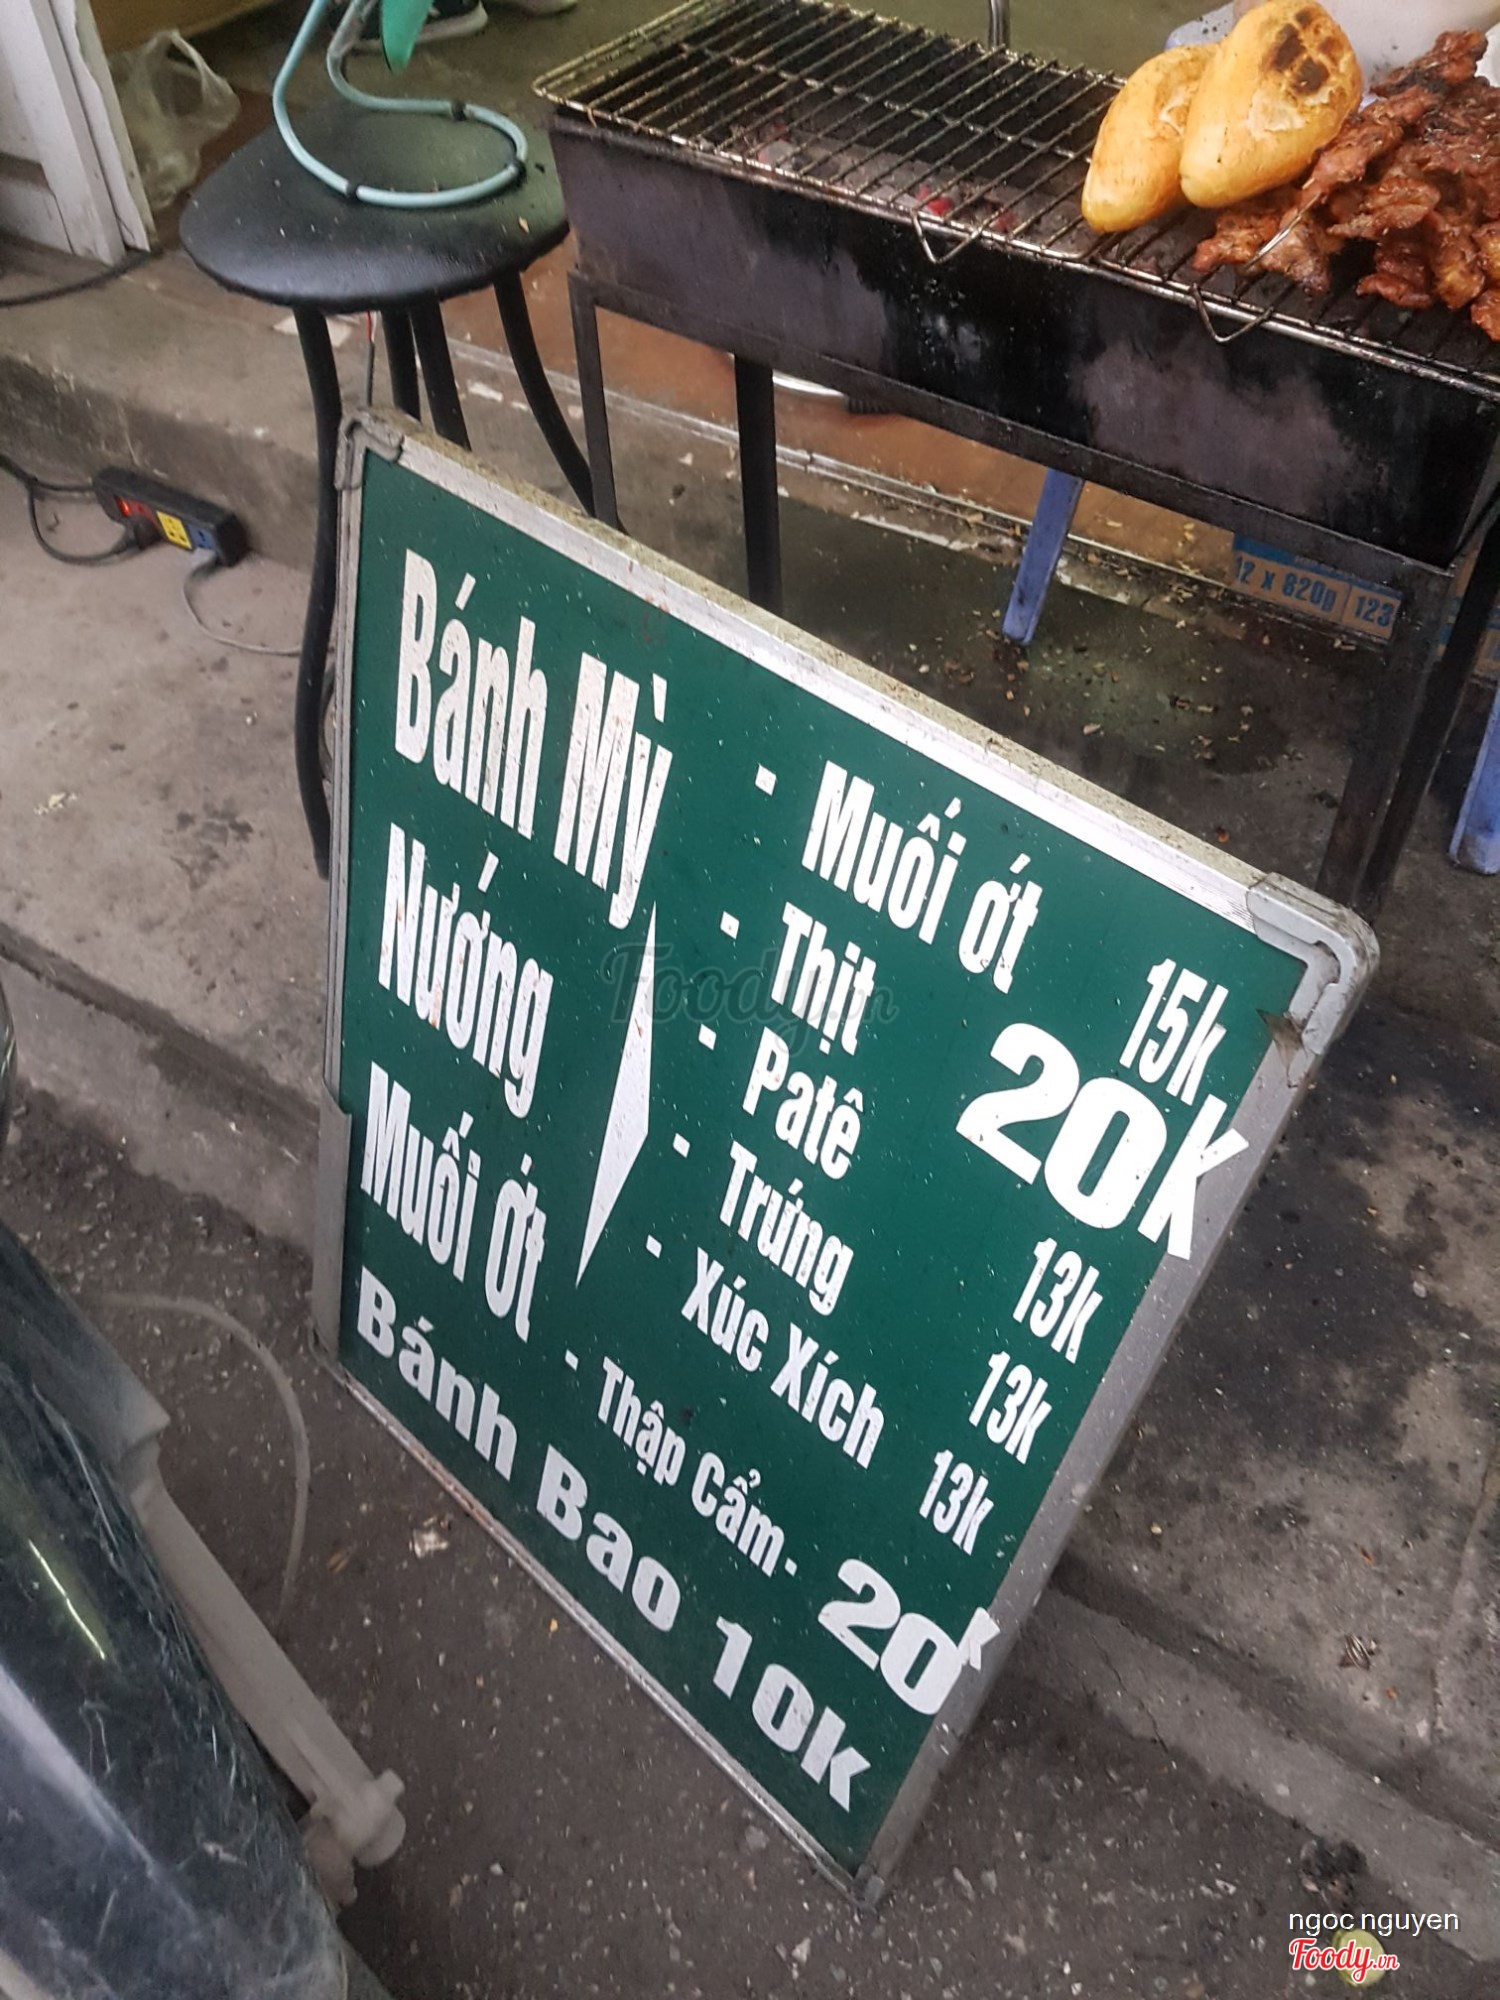 Bánh Mỳ
Nướng
Muối Ớt
- Muối ớt 15k
- Thịt 20k
- Patê 13k
- Trứng 13k
- Xúc Xích 13k
- Thập Cẩm - 20k
Bánh Bao 10k
12 x 820g 123
Foody.vn
ngoc nguyen
Foody.vn